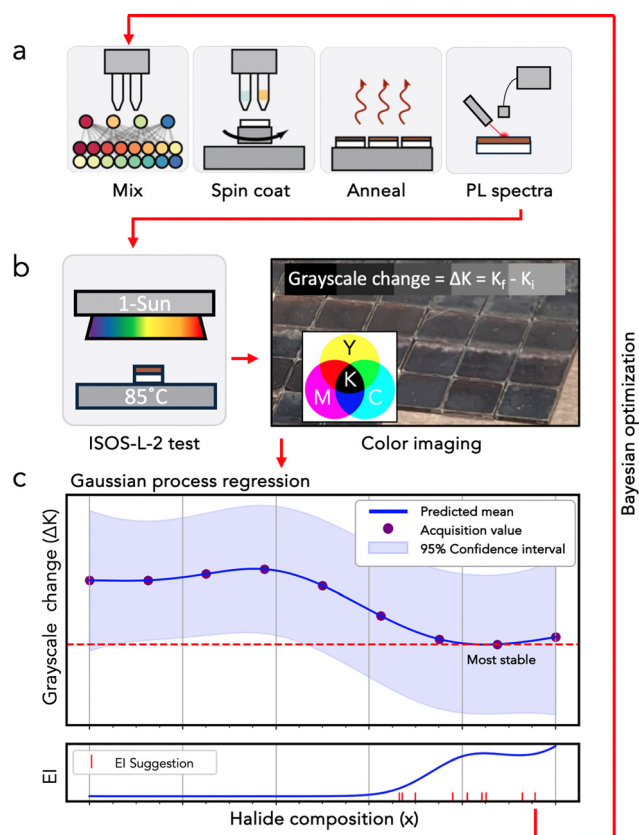 a
Mix
Spin coat
Anneal
PL spectra
b
1-Sun
85°C
ISOS-L-2 test
Grayscale change = ΔK = Kf - Ki
Y
K
M
C
Color imaging
Bayesian optimization
c
Gaussian process regression
Grayscale change (ΔK)
Predicted mean
Acquisition value
95% Confidence interval
Most stable
EI
EI Suggestion
Halide composition (x)